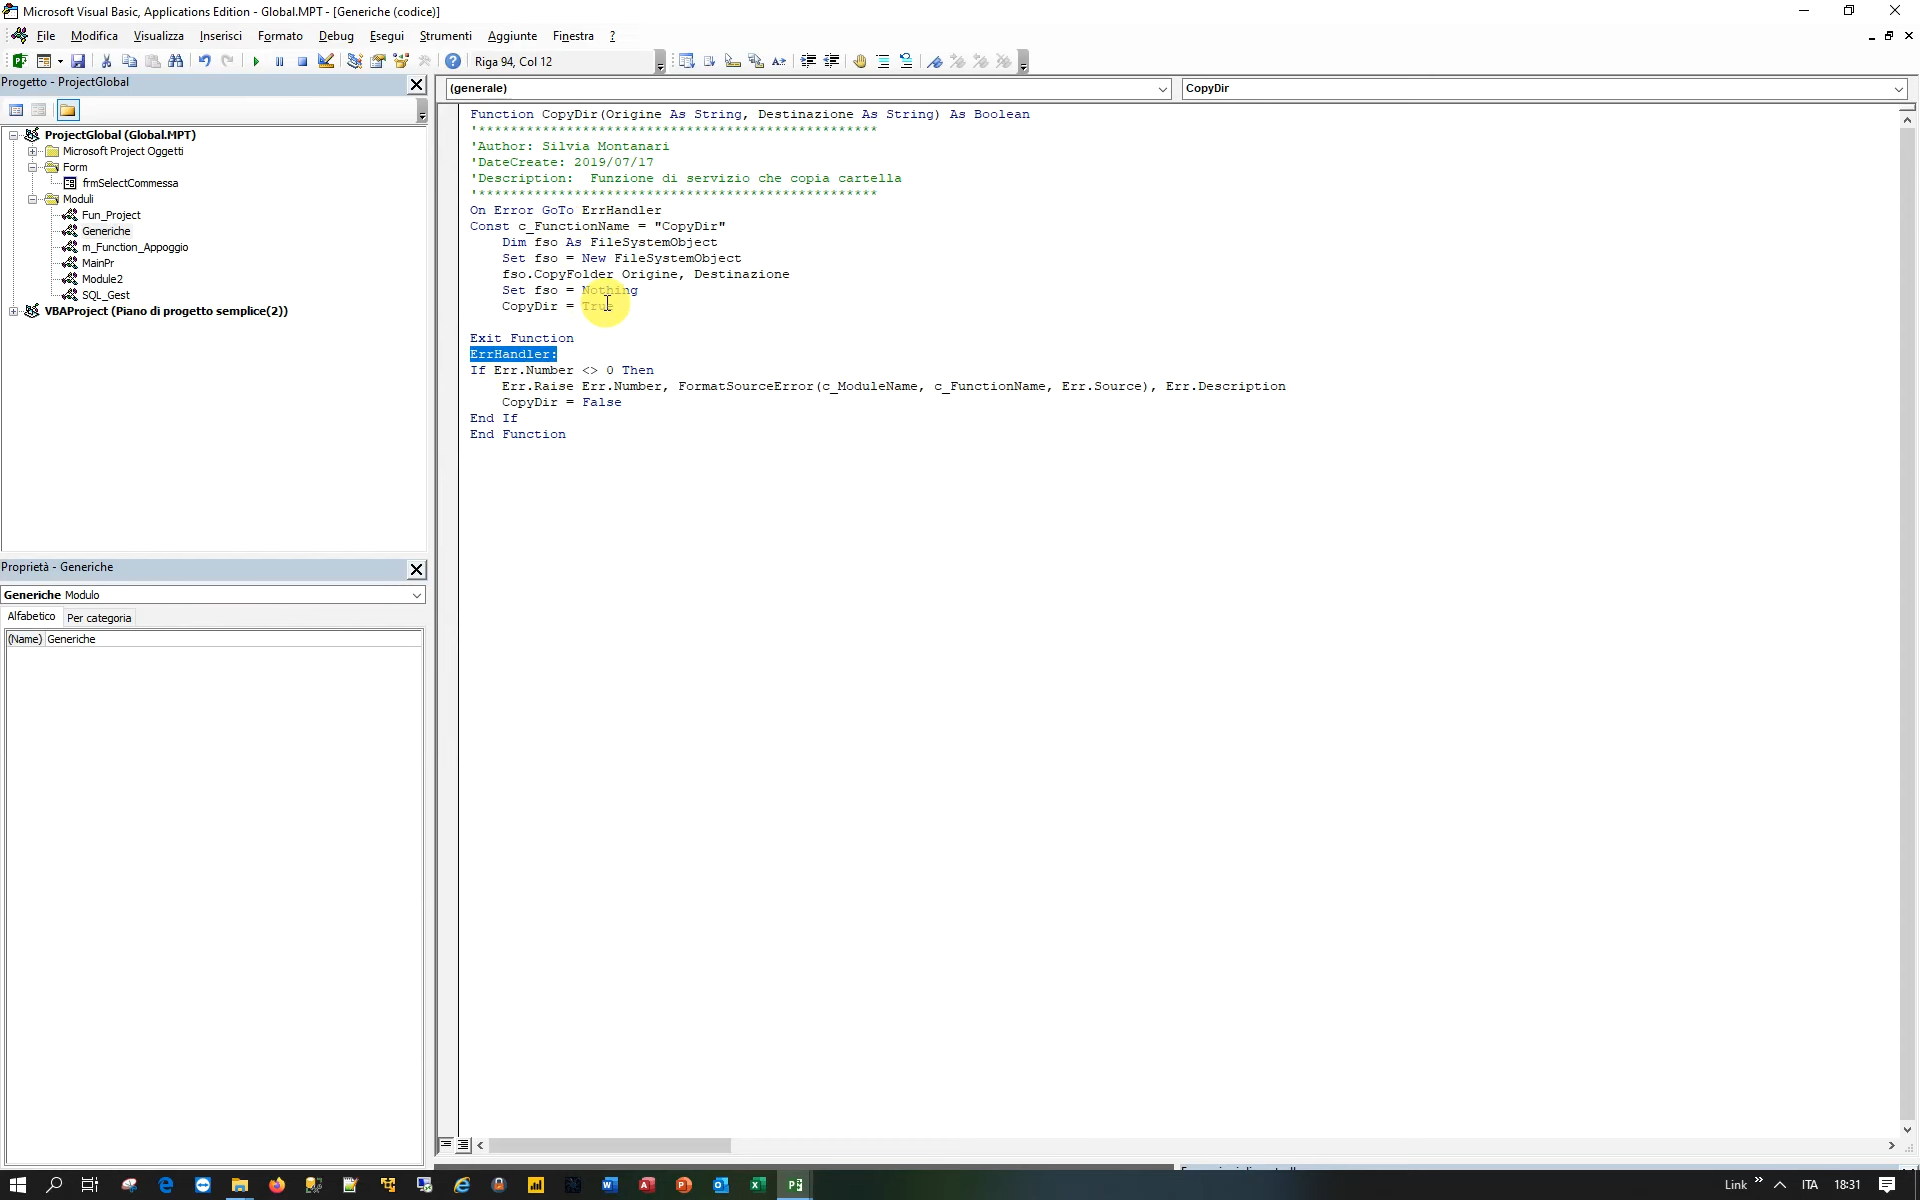 Microsoft Visual Basic, Applications Edition - Global.MPT - [Generiche (codice)]
File Modifica Visualizza Inserisci Formato Debug Esegui Strumenti Aggiunte Finestra ?
Riga 94, Col 12
Progetto - ProjectGlobal
(generale) CopyDir
ProjectGlobal (Global.MPT)
Microsoft Project Oggetti
Form
frmSelectCommessa
Moduli
Fun_Project
Generiche
m_Function_Appoggio
MainPr
Module2
SQL_Gest
VBAProject (Piano di progetto semplice(2))
Function CopyDir(Origine As String, Destinazione As String) As Boolean
'**************************************************
'Author: Silvia Montanari
'DateCreate: 2019/07/17
'Description:  Funzione di servizio che copia cartella
'**************************************************
On Error GoTo ErrHandler
Const c_FunctionName = "CopyDir"
Dim fso As FileSystemObject
Set fso = New FileSystemObject
fso.CopyFolder Origine, Destinazione
Set fso = Nothing
CopyDir = True
Exit Function
ErrHandler:
If Err.Number <> 0 Then
Err.Raise Err.Number, FormatSourceError(c_ModuleName, c_FunctionName, Err.Source), Err.Description
CopyDir = False
End If
End Function
Proprietà - Generiche
Generiche Modulo
Alfabetico Per categoria
(Name) Generiche
Link ITA 18:31